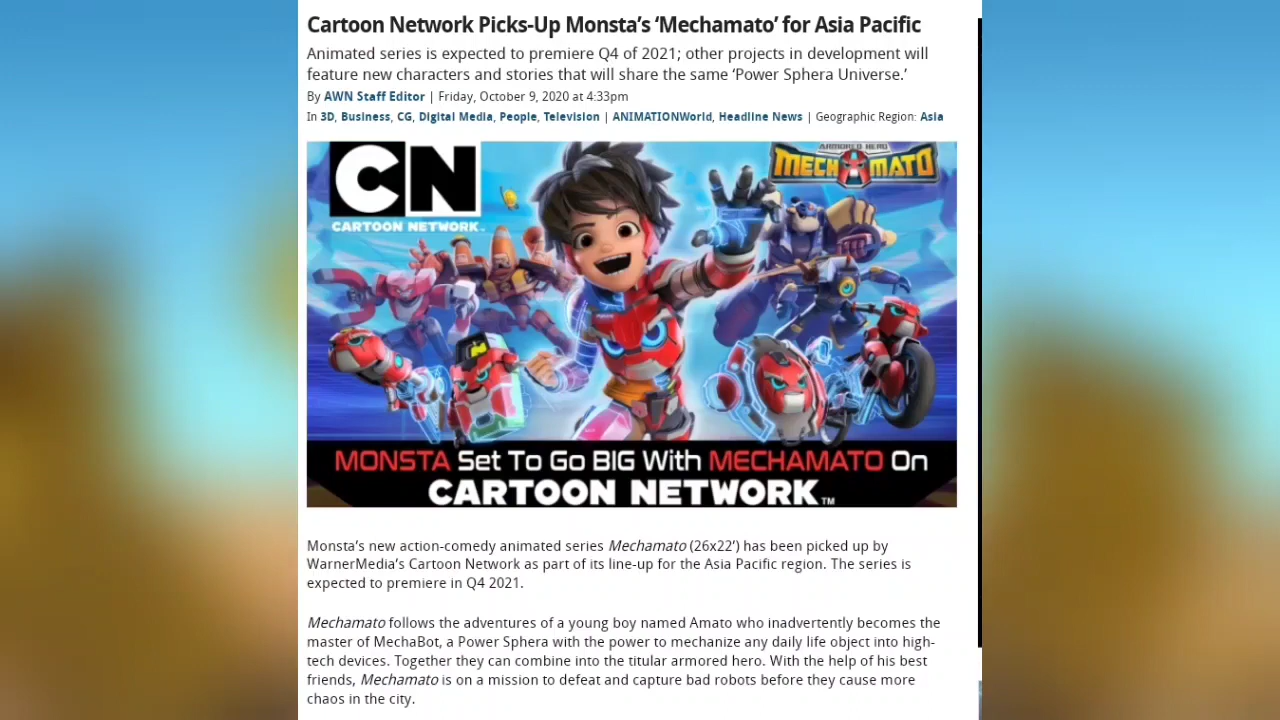 Cartoon Network Picks-Up Monsta's 'Mechamato' for Asia Pacific
Animated series is expected to premiere Q4 of 2021; other projects in development will
feature new characters and stories that will share the same 'Power Sphera Universe.'
By AWN Staff Editor | Friday, October 9, 2020 at 4:33pm
In 3D, Business, CG, Digital Media, People, Television | ANIMATIONWorld, Headline News | Geographic Region: Asia
CN
CARTOON NETWORK™
ARMORED HERO
MECHAMATO
MONSTA Set To Go BIG With MECHAMATO On
CARTOON NETWORK™
Monsta's new action-comedy animated series Mechamato (26x22') has been picked up by
WarnerMedia's Cartoon Network as part of its line-up for the Asia Pacific region. The series is
expected to premiere in Q4 2021.
Mechamato follows the adventures of a young boy named Amato who inadvertently becomes the
master of MechaBot, a Power Sphera with the power to mechanize any daily life object into high-
tech devices. Together they can combine into the titular armored hero. With the help of his best
friends, Mechamato is on a mission to defeat and capture bad robots before they cause more
chaos in the city.